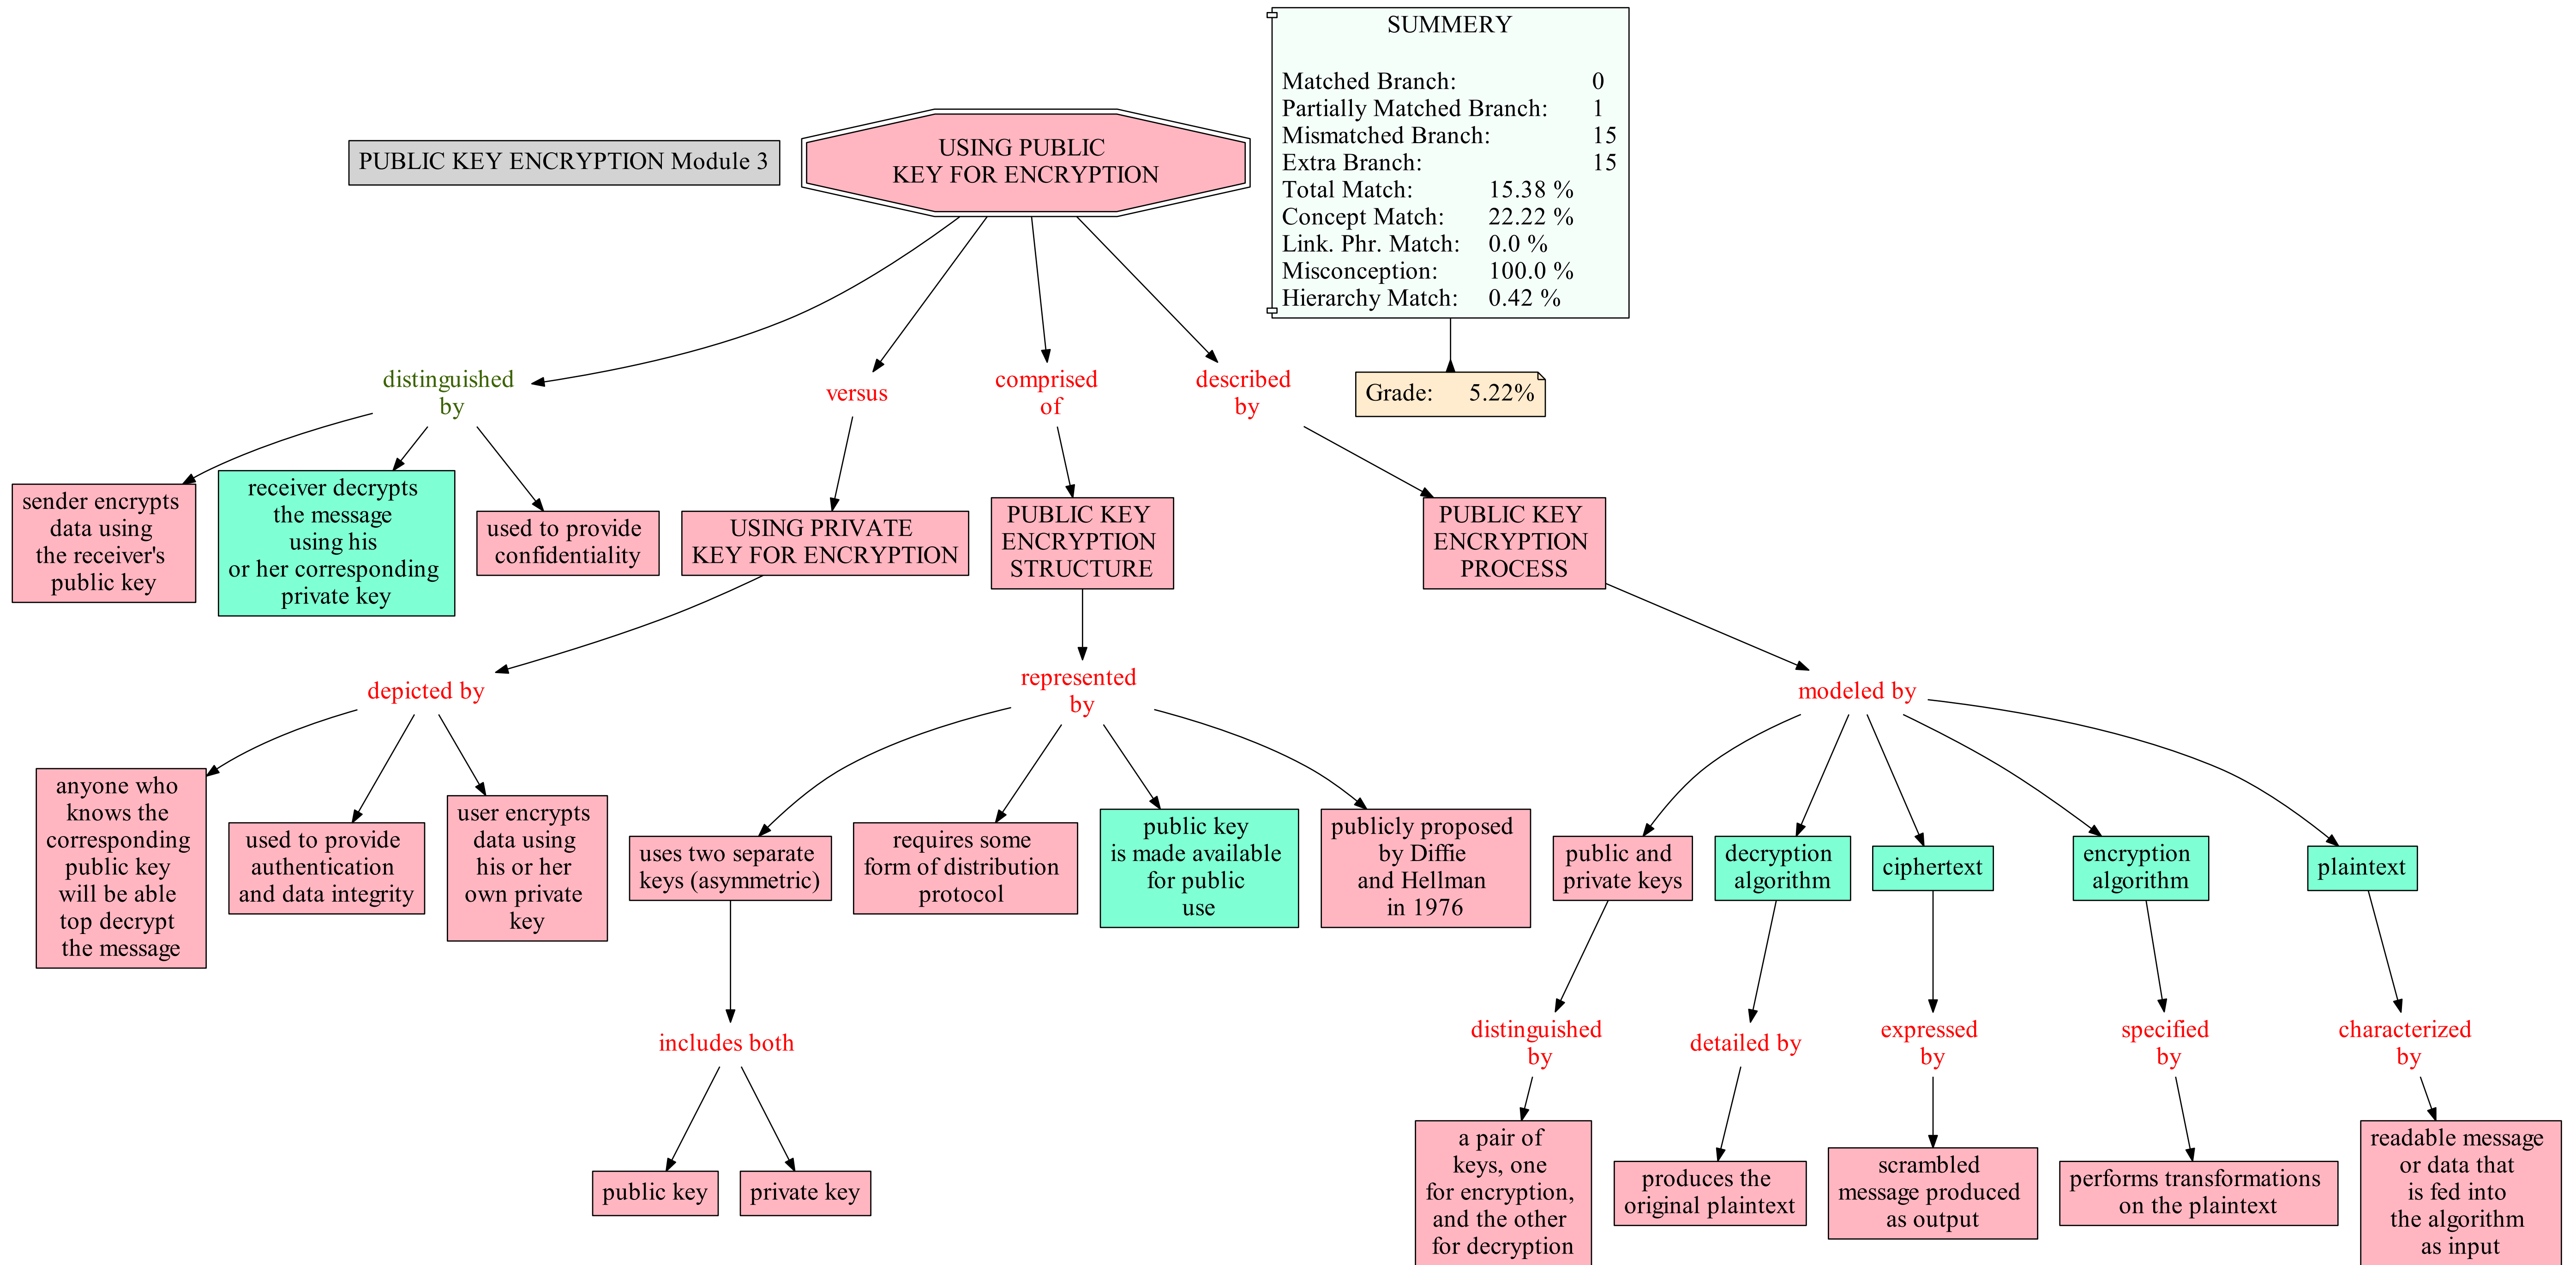 SUMMERY
Matched Branch: 0
Partially Matched Branch: 1
Mismatched Branch: 15
Extra Branch: 15
Total Match: 15.38 %
Concept Match: 22.22 %
Link. Phr. Match: 0.0 %
Misconception: 100.0 %
Hierarchy Match: 0.42 %
PUBLIC KEY ENCRYPTION Module 3
USING PUBLIC
KEY FOR ENCRYPTION
Grade: 5.22%
distinguished
by
versus
comprised
of
described
by
sender encrypts
data using
the receiver's
public key
receiver decrypts
the message
using his
or her corresponding
private key
used to provide
confidentiality
USING PRIVATE
KEY FOR ENCRYPTION
PUBLIC KEY
ENCRYPTION
STRUCTURE
PUBLIC KEY
ENCRYPTION
PROCESS
depicted by
represented
by
modeled by
anyone who
knows the
corresponding
public key
will be able
top decrypt
the message
used to provide
authentication
and data integrity
user encrypts
data using
his or her
own private
key
uses two separate
keys (asymmetric)
requires some
form of distribution
protocol
public key
is made available
for public
use
publicly proposed
by Diffie
and Hellman
in 1976
public and
private keys
decryption
algorithm
ciphertext
encryption
algorithm
plaintext
includes both
distinguished
by
detailed by
expressed
by
specified
by
characterized
by
public key
private key
a pair of
keys, one
for encryption,
and the other
for decryption
produces the
original plaintext
scrambled
message produced
as output
performs transformations
on the plaintext
readable message
or data that
is fed into
the algorithm
as input